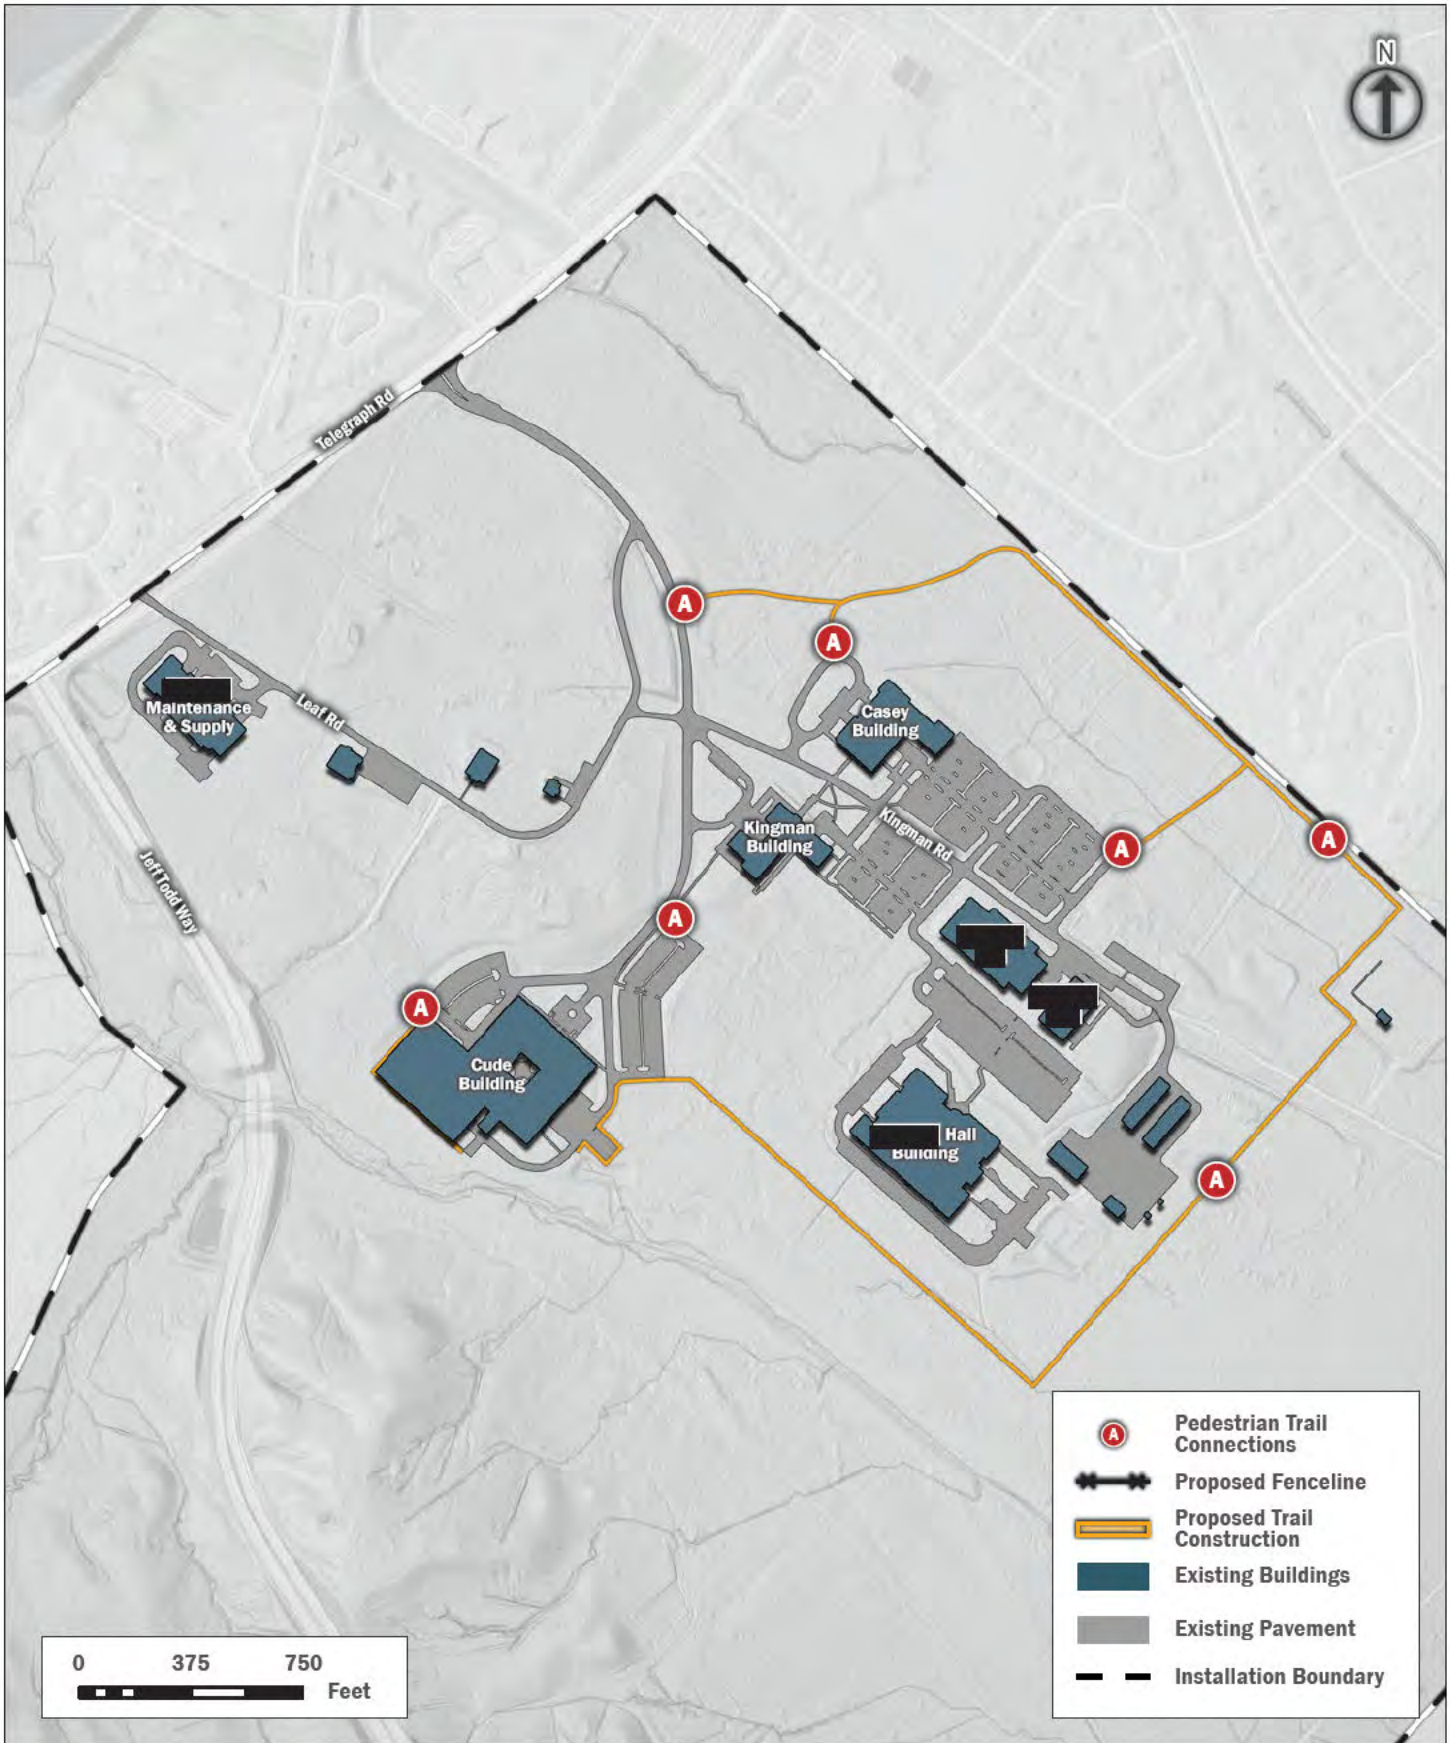 N
Telegraph Rd
A
A
Maintenance
& Supply
Leaf Rd
Casey
Building
Kingman
Building
Kingman Rd
A
A
Jeff Todd Way
A
A
Cude
Building
Hall
Building
A
A
Pedestrian Trail
Connections
Proposed Fenceline
Proposed Trail
Construction
Existing Buildings
Existing Pavement
Installation Boundary
0 375 750
Feet